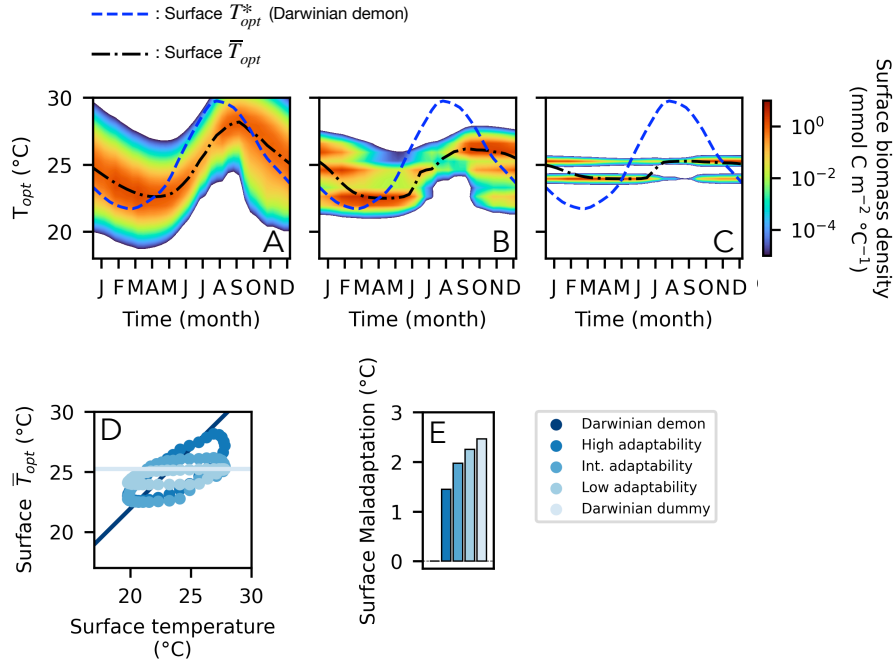 : Surface T*opt (Darwinian demon)
: Surface T̅opt
Topt (°C)
30
25
20
A
B
C
J F M A M J J A S O N D
J F M A M J J A S O N D
J F M A M J J A S O N D
Time (month)
Time (month)
Time (month)
10⁰
10⁻²
10⁻⁴
Surface biomass density
(mmol C m⁻² °C⁻¹)
Surface T̿opt (°C)
30
25
20
D
20 25 30
Surface temperature
(°C)
Surface Maladaptation (°C)
3
2
1
0
E
Darwinian demon
High adaptability
Int. adaptability
Low adaptability
Darwinian dummy